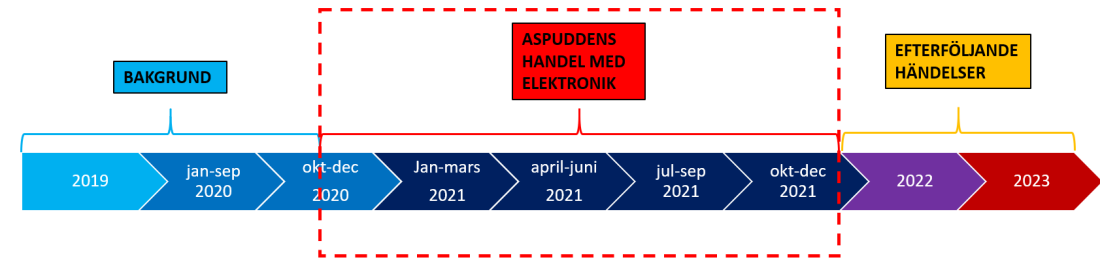 BAKGRUND
ASPUDDENS
HANDEL MED
ELEKTRONIK
EFTERFÖLJANDE
HÄNDELSER
2019
jan-sep
2020
okt-dec
2020
Jan-mars
2021
april-juni
2021
jul-sep
2021
okt-dec
2021
2022
2023